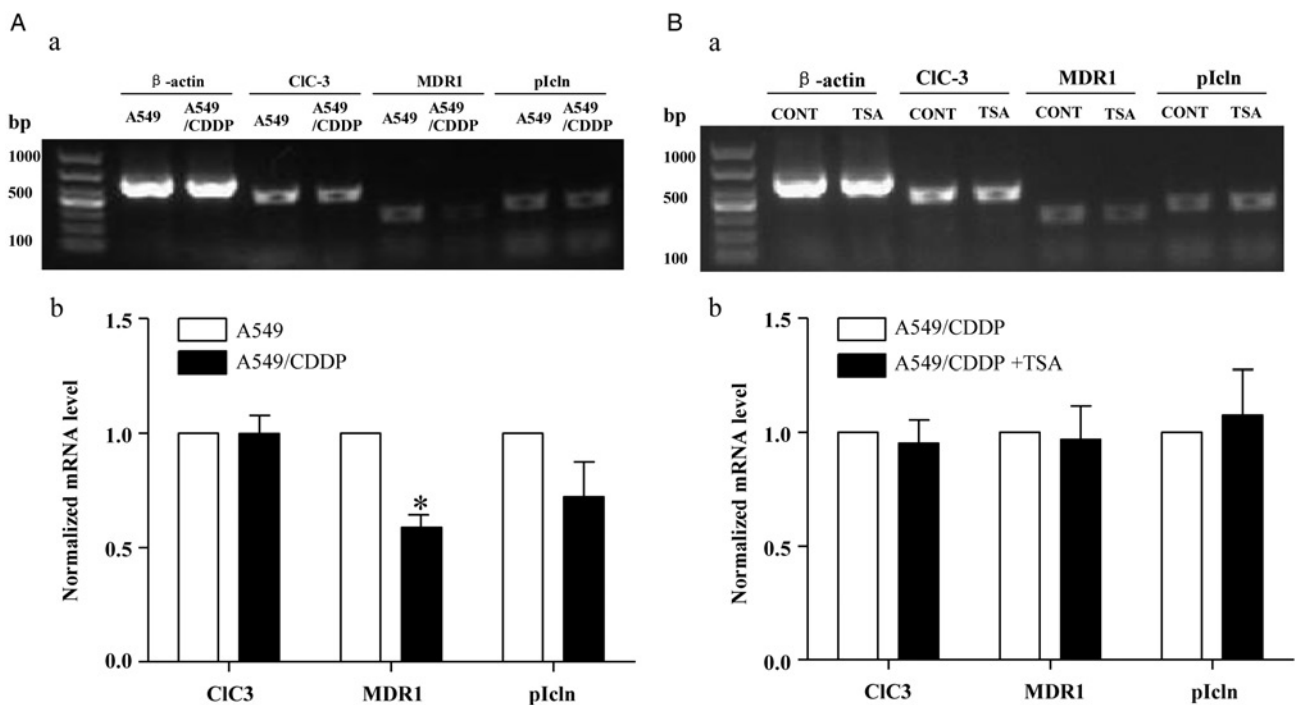 A
a
β-actin ClC-3 MDR1 pIcln
A549 A549 /CDDP A549 A549 /CDDP A549 A549 /CDDP A549 A549 /CDDP
bp
1000
500
100
b
1.5
1.0
0.5
0.0
Normalized mRNA level
A549
A549/CDDP
*
ClC3 MDR1 pIcln
B
a
β-actin ClC-3 MDR1 pIcln
CONT TSA CONT TSA CONT TSA CONT TSA
bp
1000
500
100
b
1.5
1.0
0.5
0.0
Normalized mRNA level
A549/CDDP
A549/CDDP +TSA
ClC3 MDR1 pIcln